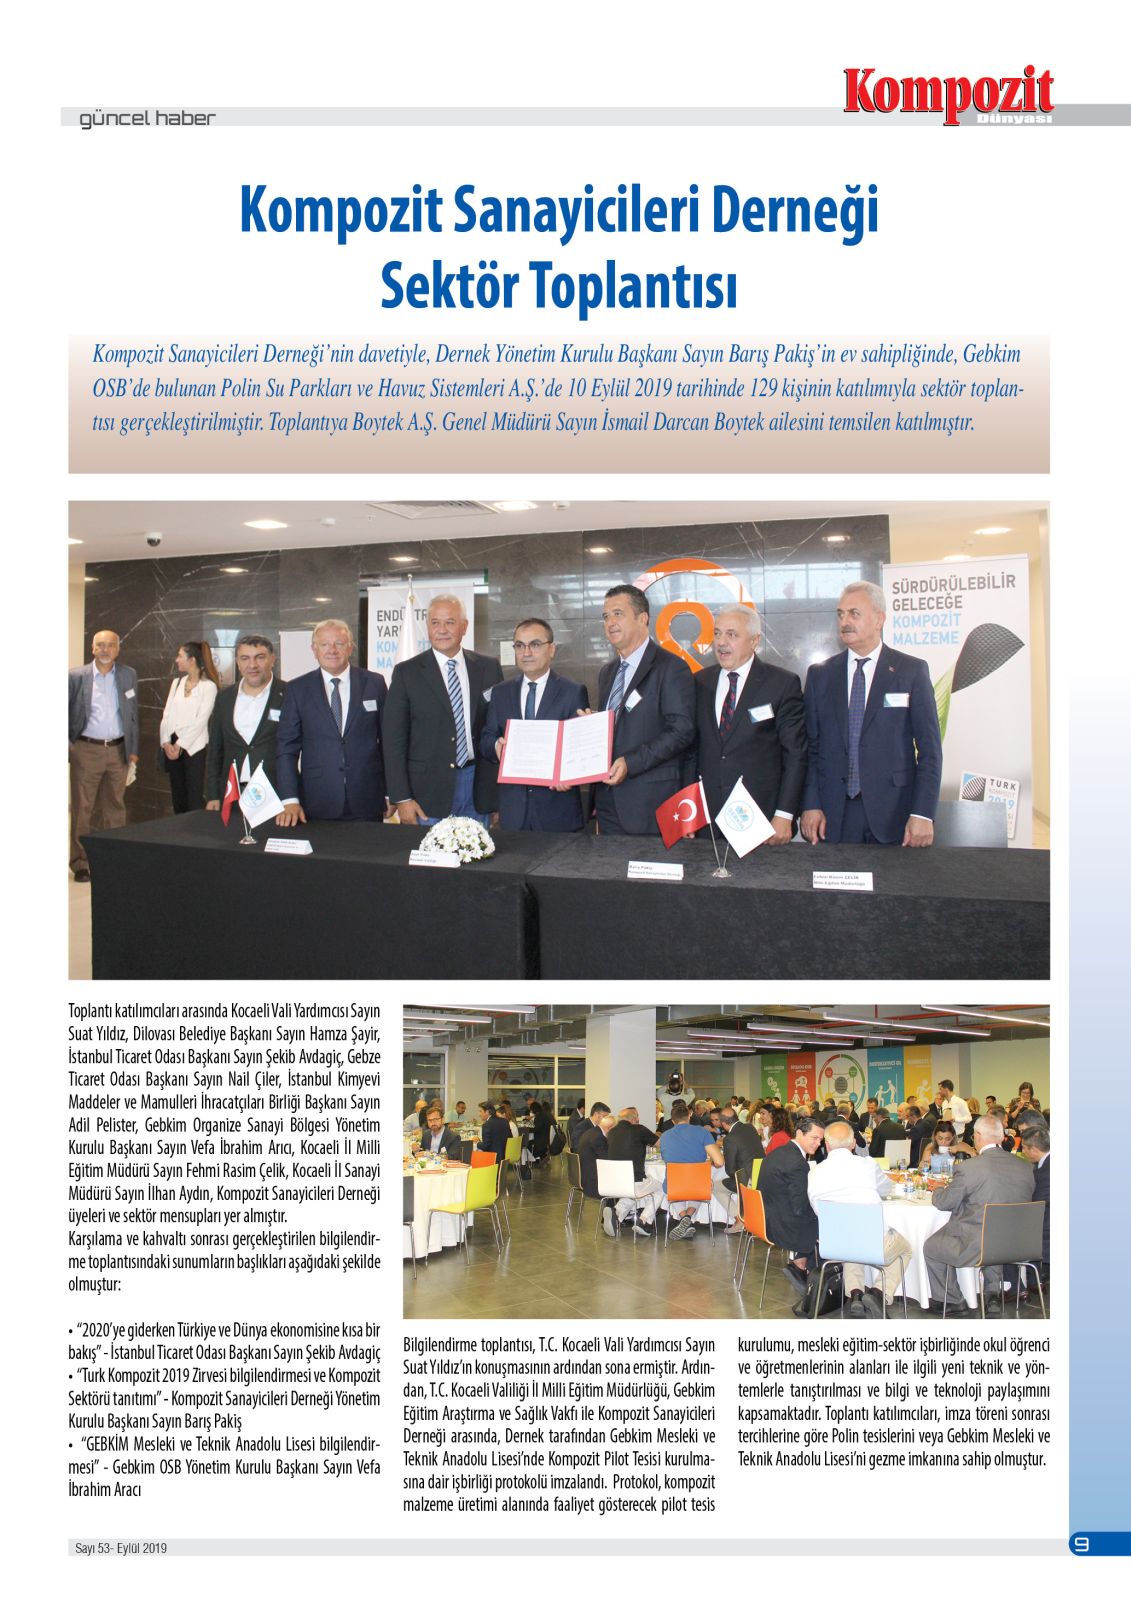 güncel haber
Kompozit
Dünyası
Kompozit Sanayicileri Derneği
Sektör Toplantısı
Kompozit Sanayicileri Derneği’nin davetiyle, Dernek Yönetim Kurulu Başkanı Sayın Barış Pakiş’in ev sahipliğinde, Gebkim
OSB’de bulunan Polin Su Parkları ve Havuz Sistemleri A.Ş.’de 10 Eylül 2019 tarihinde 129 kişinin katılımıyla sektör toplan-
tısı gerçekleştirilmiştir. Toplantıya Boytek A.Ş. Genel Müdürü Sayın İsmail Darcan Boytek ailesini temsilen katılmıştır.
SÜRDÜRÜLEBİLİR
GELECEĞE
KOMPOZİT
MALZEME
TURK
2019
Toplantı katılımcıları arasında Kocaeli Vali Yardımcısı Sayın
Suat Yıldız, Dilovası Belediye Başkanı Sayın Hamza Şayir,
İstanbul Ticaret Odası Başkanı Sayın Şekib Avdagiç, Gebze
Ticaret Odası Başkanı Sayın Nail Çiler, İstanbul Kimyevi
Maddeler ve Mamulleri İhracatçıları Birliği Başkanı Sayın
Adil Pelister, Gebkim Organize Sanayi Bölgesi Yönetim
Kurulu Başkanı Sayın Vefa İbrahim Arıcı, Kocaeli İl Milli
Eğitim Müdürü Sayın Fehmi Rasim Çelik, Kocaeli İl Sanayi
Müdürü Sayın İlhan Aydın, Kompozit Sanayicileri Derneği
üyeleri ve sektör mensupları yer almıştır.
Karşılama ve kahvaltı sonrası gerçekleştirilen bilgilendir-
me toplantısındaki sunumların başlıkları aşağıdaki şekilde
olmuştur:
• “2020’ye giderken Türkiye ve Dünya ekonomisine kısa bir
bakış” - İstanbul Ticaret Odası Başkanı Sayın Şekib Avdagiç
• “Turk Kompozit 2019 Zirvesi bilgilendirmesi ve Kompozit
Sektörü tanıtımı” - Kompozit Sanayicileri Derneği Yönetim
Kurulu Başkanı Sayın Barış Pakiş
• “GEBKİM Mesleki ve Teknik Anadolu Lisesi bilgilendir-
mesi” - Gebkim OSB Yönetim Kurulu Başkanı Sayın Vefa
İbrahim Aracı
Bilgilendirme toplantısı, T.C. Kocaeli Vali Yardımcısı Sayın
Suat Yıldız’ın konuşmasının ardından sona ermiştir. Ardın-
dan, T.C. Kocaeli Valiliği İl Milli Eğitim Müdürlüğü, Gebkim
Eğitim Araştırma ve Sağlık Vakfı ile Kompozit Sanayicileri
Derneği arasında, Dernek tarafından Gebkim Mesleki ve
Teknik Anadolu Lisesi’nde Kompozit Pilot Tesisi kurulma-
sına dair işbirliği protokolü imzalandı. Protokol, kompozit
malzeme üretimi alanında faaliyet gösterecek pilot tesis
kurulumu, mesleki eğitim-sektör işbirliğinde okul öğrenci
ve öğretmenlerinin alanları ile ilgili yeni teknik ve yön-
temlerle tanıştırılması ve bilgi ve teknoloji paylaşımını
kapsamaktadır. Toplantı katılımcıları, imza töreni sonrası
tercihlerine göre Polin tesislerini veya Gebkim Mesleki ve
Teknik Anadolu Lisesi’ni gezme imkanına sahip olmuştur.
Sayı 53- Eylül 2019
9